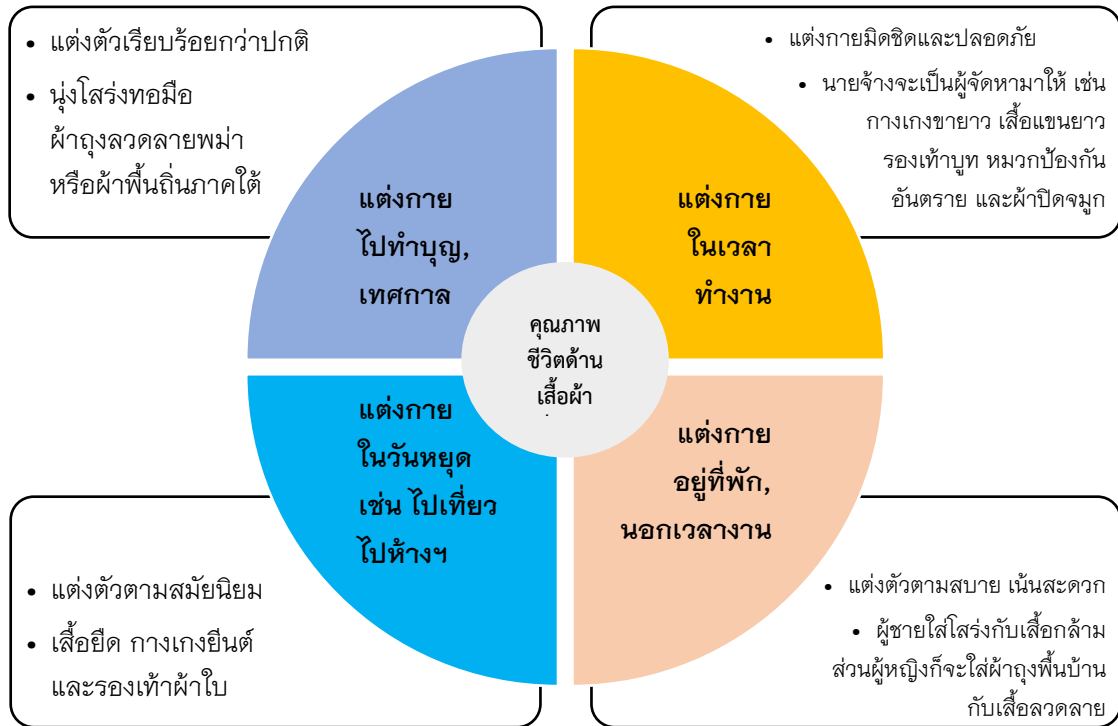 • แต่งตัวเรียบร้อยกว่าปกติ
• นุ่งโสร่งทอมือ
ผ้าถุงลวดลายพม่า
หรือผ้าพื้นถิ่นภาคใต้
• แต่งกายมิดชิดและปลอดภัย
• นายจ้างจะเป็นผู้จัดหามาให้ เช่น
กางเกงขายาว เสื้อแขนยาว
รองเท้าบูท หมวกป้องกัน
อันตราย และผ้าปิดจมูก
แต่งกาย
ไปทำบุญ,
เทศกาล
แต่งกาย
ในเวลา
ทำงาน
คุณภาพ
ชีวิตด้าน
เสื้อผ้า
แต่งกาย
ในวันหยุด
เช่น ไปเที่ยว
ไปห้างฯ
แต่งกาย
อยู่ที่พัก,
นอกเวลางาน
• แต่งตัวตามสมัยนิยม
• เสื้อยืด กางเกงยีนต์
และรองเท้าผ้าใบ
• แต่งตัวตามสบาย เน้นสะดวก
• ผู้ชายใส่โสร่งกับเสื้อกล้าม
ส่วนผู้หญิงก็จะใส่ผ้าถุงพื้นบ้าน
กับเสื้อลวดลาย